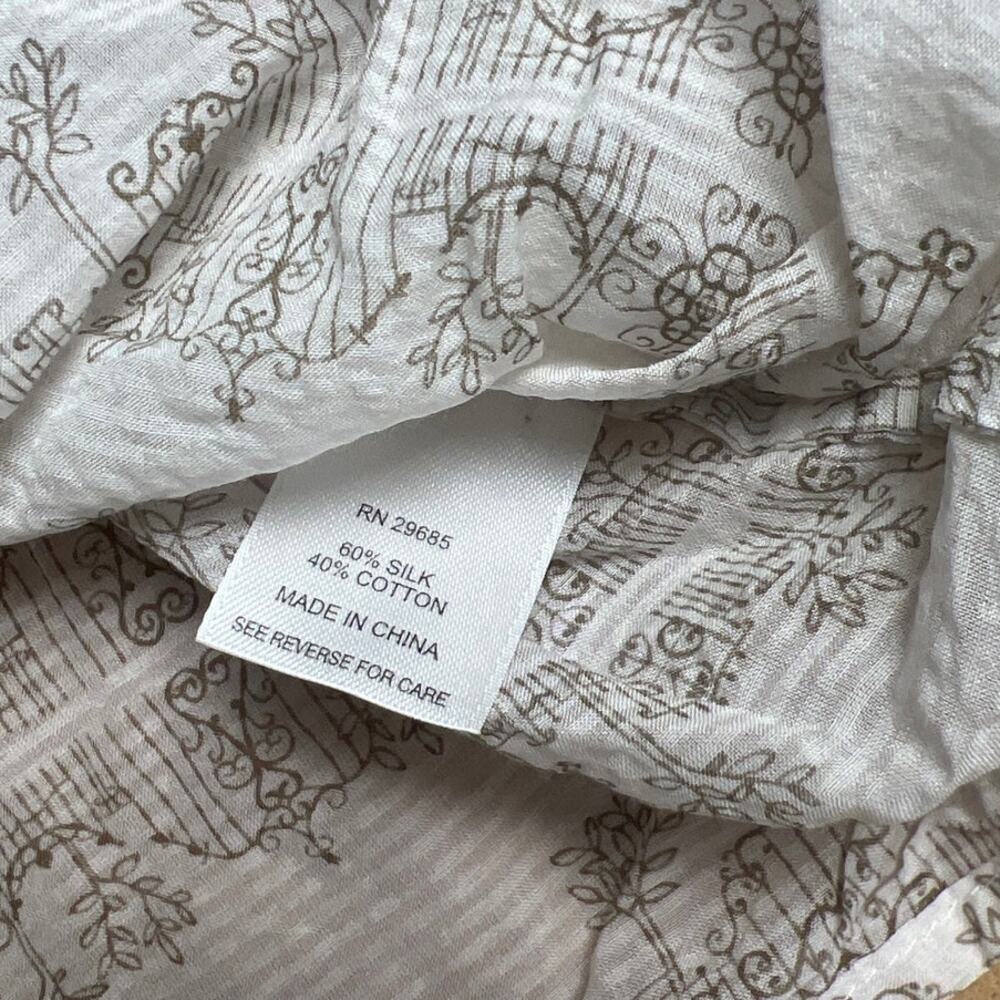 RN 29685
60% SILK
40% COTTON
MADE IN CHINA
SEE REVERSE FOR CARE